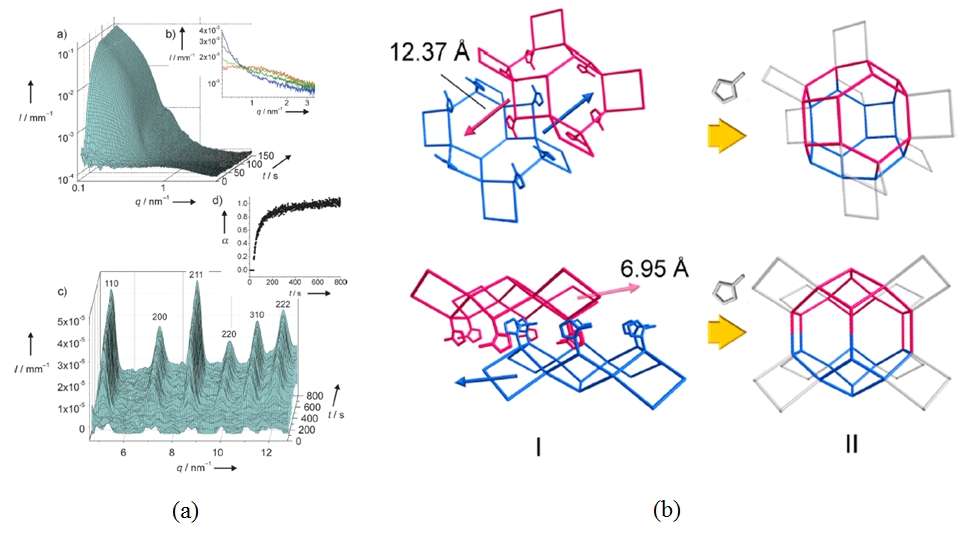 a)
I / mm⁻¹
10⁻¹
10⁻²
10⁻³
10⁻⁴
0.1
1
q / nm⁻¹
0
50
100
150
t / s
b)
I / mm⁻¹
4x10⁻⁵
3x10⁻⁵
2x10⁻⁵
10⁻⁵
1 2 3
q / nm⁻¹
d)
α
1.0
0.8
0.6
0.4
0.2
0.0
0 200 400 600 800
t / s
c)
110
200
211
220
310
222
I / mm⁻¹
5x10⁻⁵
4x10⁻⁵
3x10⁻⁵
2x10⁻⁵
1x10⁻⁵
0
6 8 10 12
q / nm⁻¹
800
600
400
200
0
t / s
(a)
12.37 Å
6.95 Å
I
II
(b)